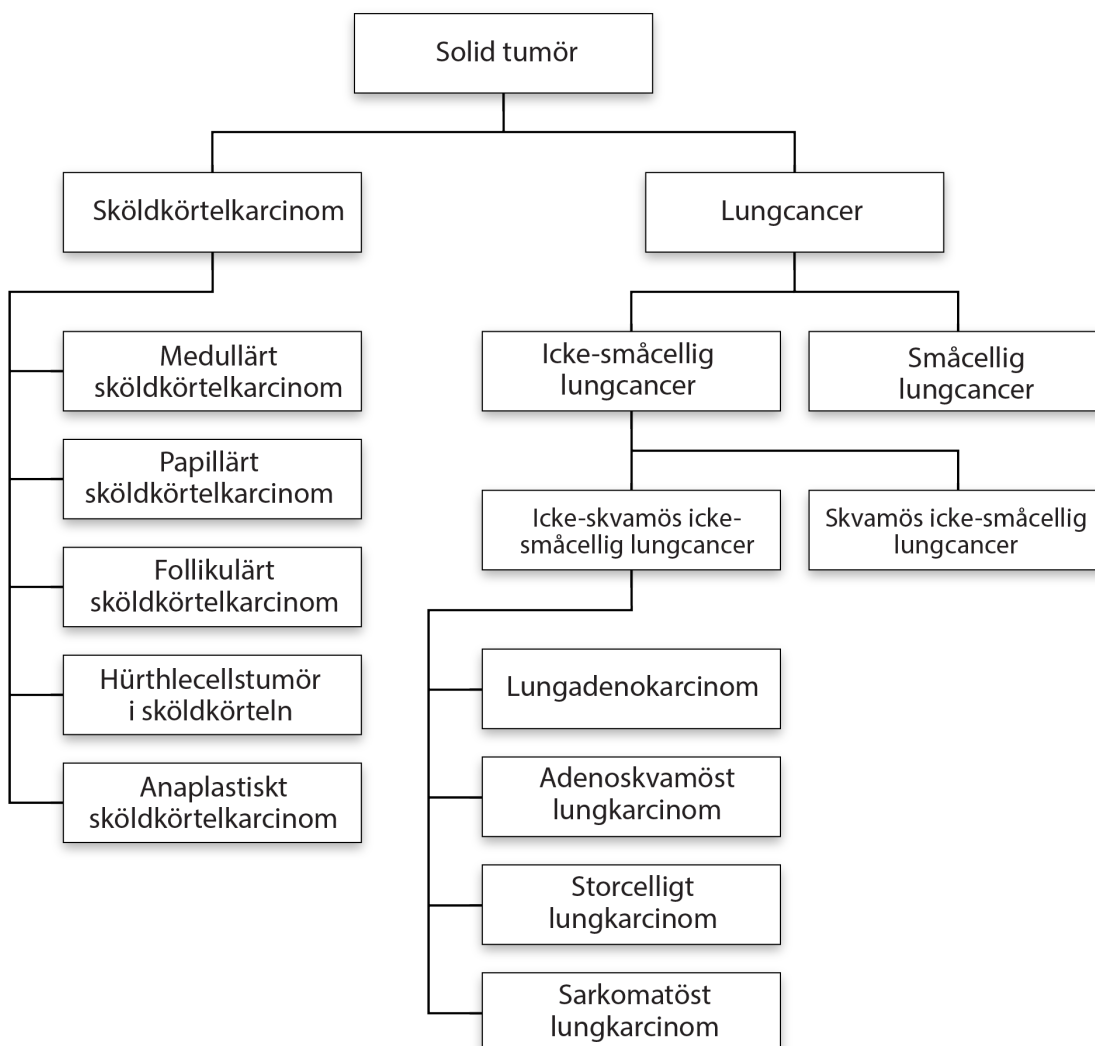 Solid tumör
Sköldkörtelkarcinom
Lungcancer
Medullärt
sköldkörtelkarcinom
Papillärt
sköldkörtelkarcinom
Follikulärt
sköldkörtelkarcinom
Hürthlecellstumör
i sköldkörteln
Anaplastiskt
sköldkörtelkarcinom
Icke-småcellig
lungcancer
Småcellig
lungcancer
Icke-skvamös icke-
småcellig lungcancer
Skvamös icke-småcellig
lungcancer
Lungadenokarcinom
Adenoskvamöst
lungkarcinom
Storcelligt
lungkarcinom
Sarkomatöst
lungkarcinom